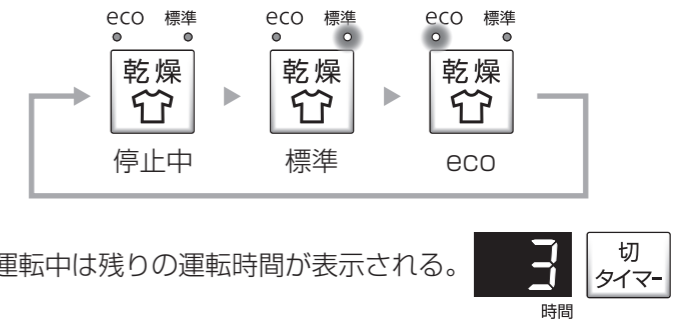 eco 標準 eco 標準 eco 標準
乾燥 乾燥 乾燥
停止中 標準 eco
運転中は残りの運転時間が表示される。 3 切
タイマー
時間